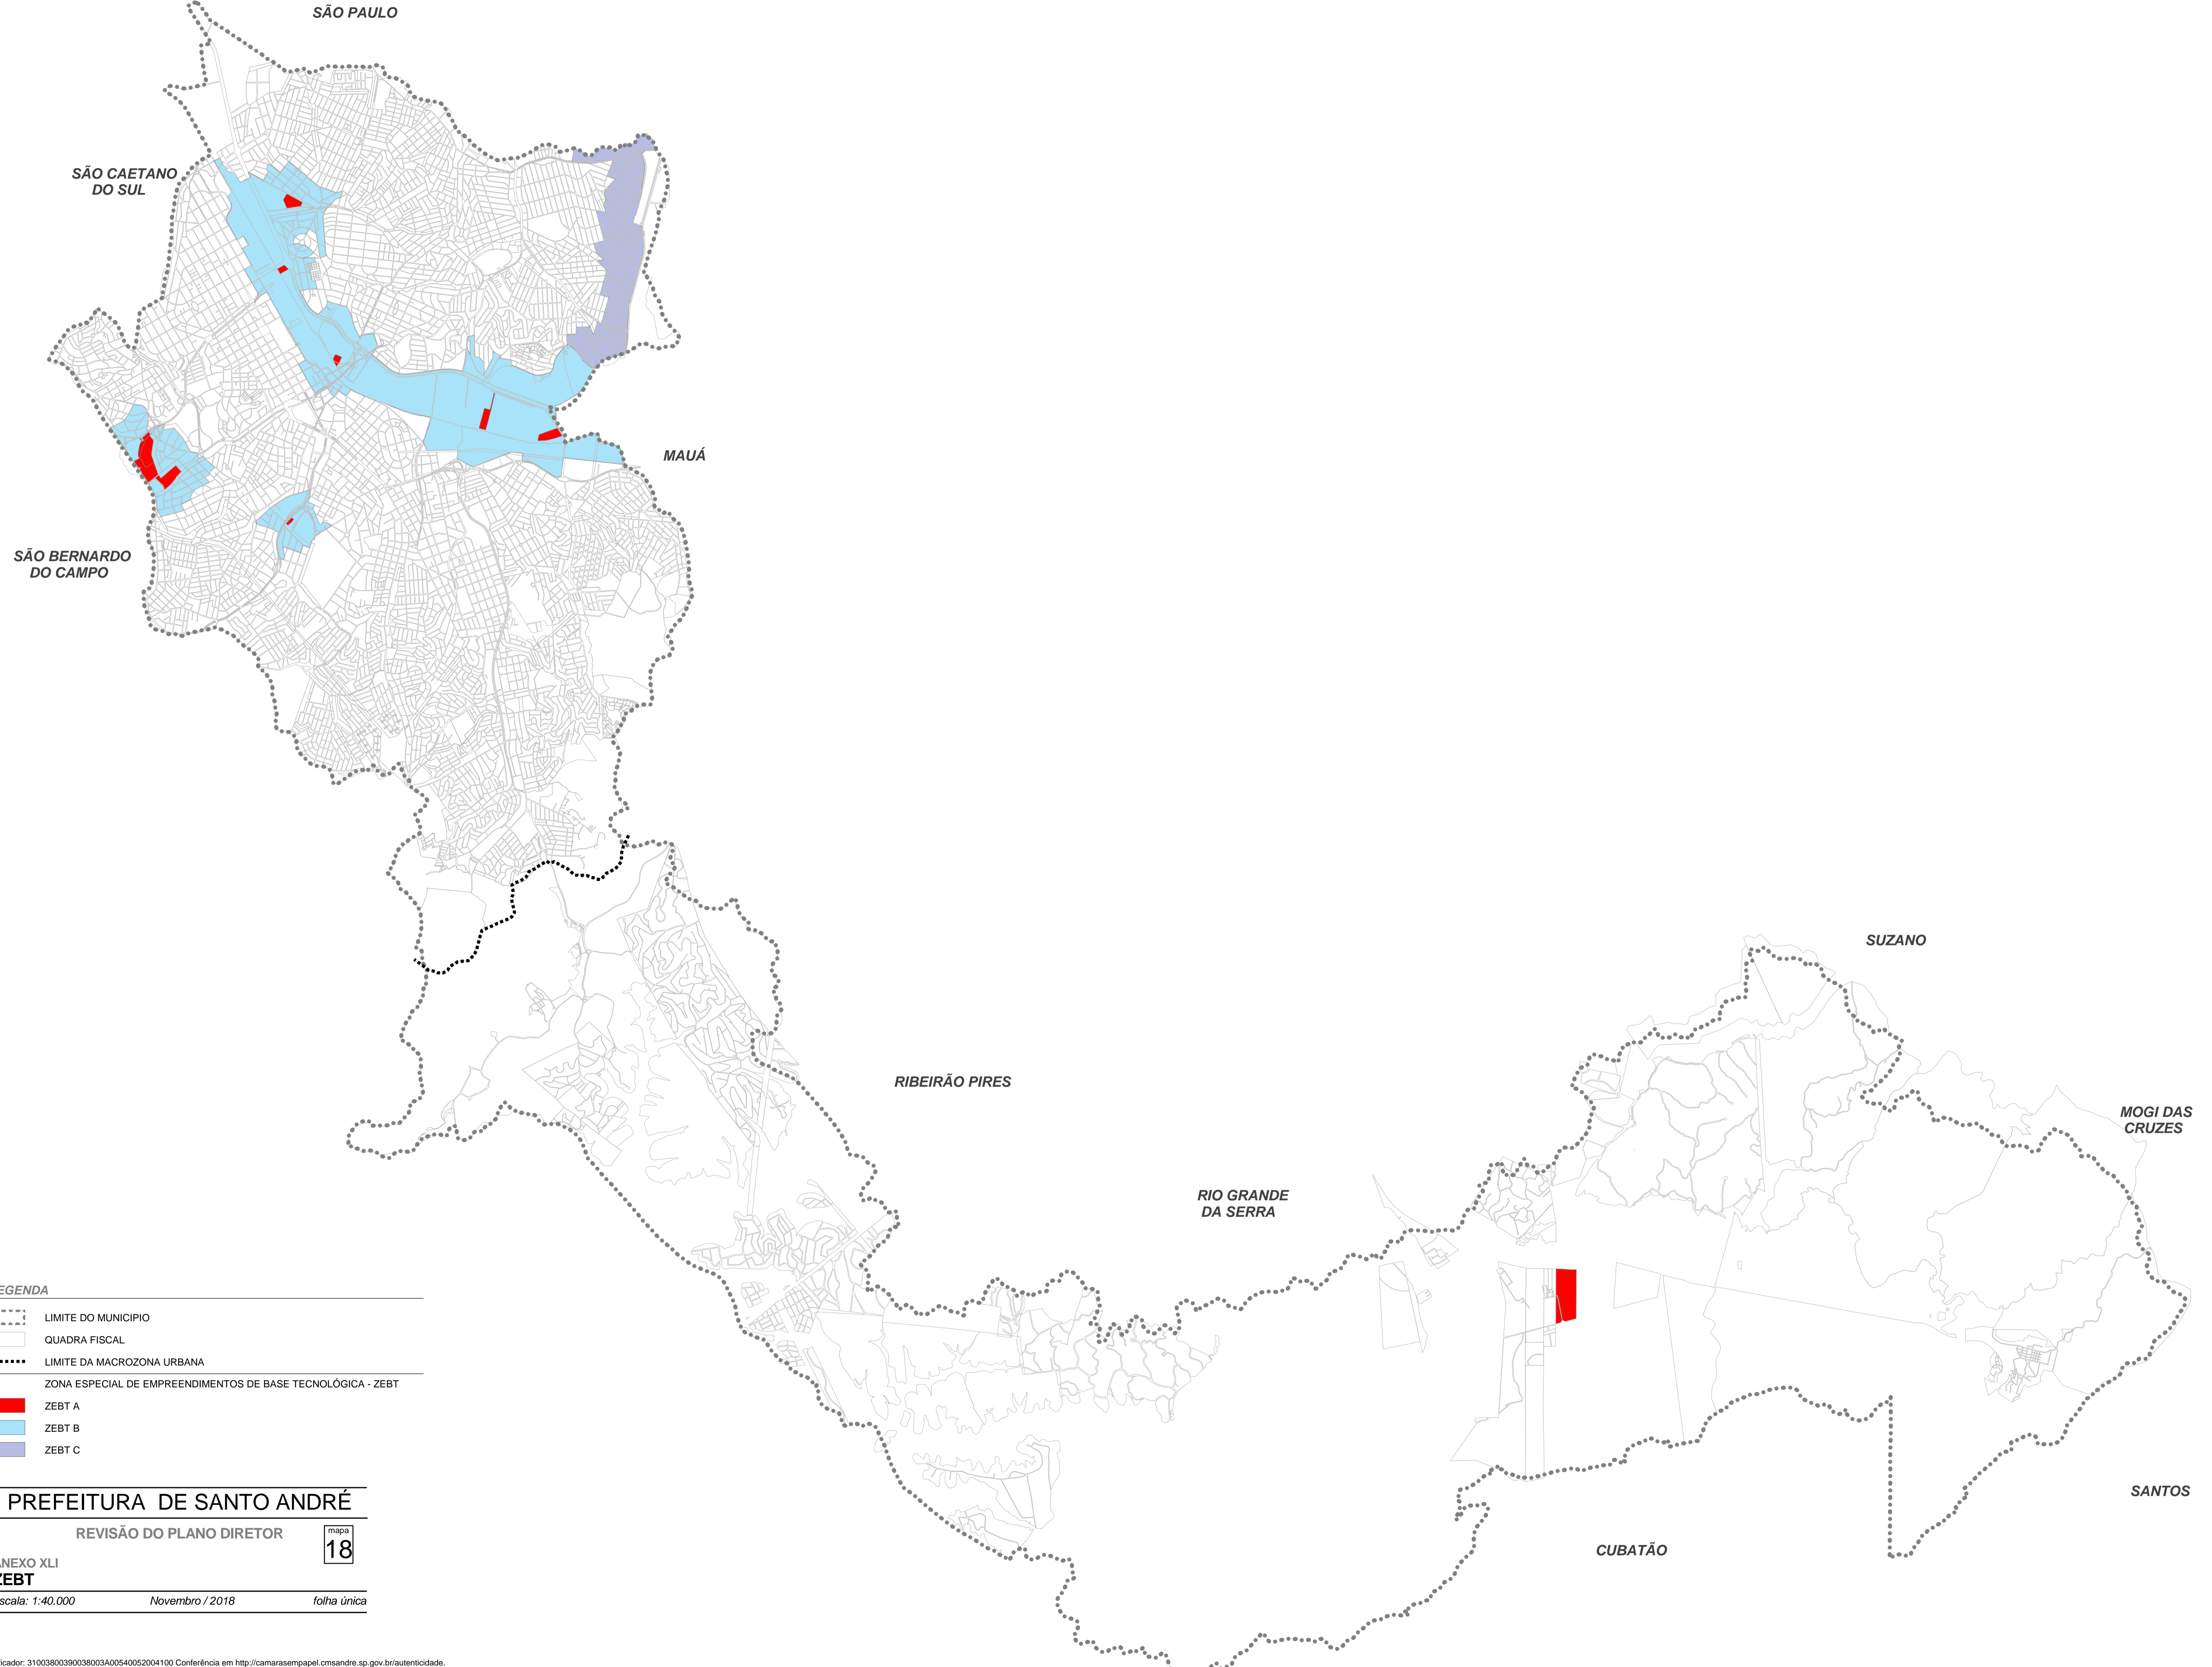 SÃO PAULO
SÃO CAETANO
DO SUL
MAUÁ
SÃO BERNARDO
DO CAMPO
SUZANO
RIBEIRÃO PIRES
MOGI DAS
CRUZES
RIO GRANDE
DA SERRA
SANTOS
CUBATÃO
EGENDA
LIMITE DO MUNICIPIO
QUADRA FISCAL
LIMITE DA MACROZONA URBANA
ZONA ESPECIAL DE EMPREENDIMENTOS DE BASE TECNOLÓGICA - ZEBT
ZEBT A
ZEBT B
ZEBT C
PREFEITURA DE SANTO ANDRÉ
REVISÃO DO PLANO DIRETOR
mapa
18
ANEXO XLI
ZEBT
scala: 1:40.000 Novembro / 2018 folha única
ficador: 31003800390038003A00540052004100 Conferência em http://camarasempapel.cmsandre.sp.gov.br/autenticidade.